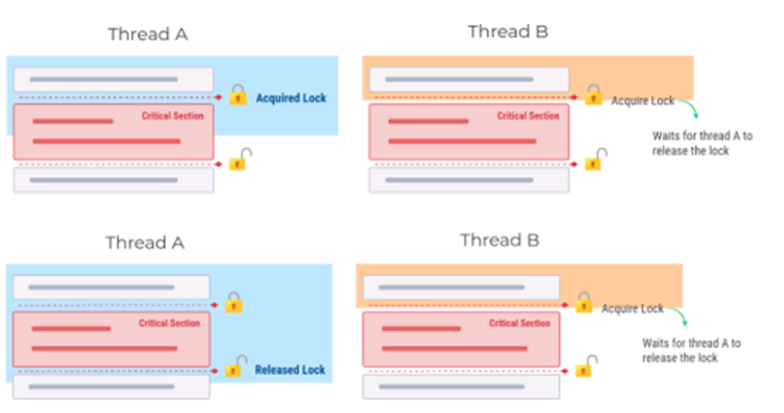 Thread A
Thread B
Critical Section
Acquired Lock
Critical Section
Acquire Lock
Waits for thread A to
release the lock
Thread A
Thread B
Critical Section
Released Lock
Critical Section
Acquire Lock
Waits for thread A to
release the lock